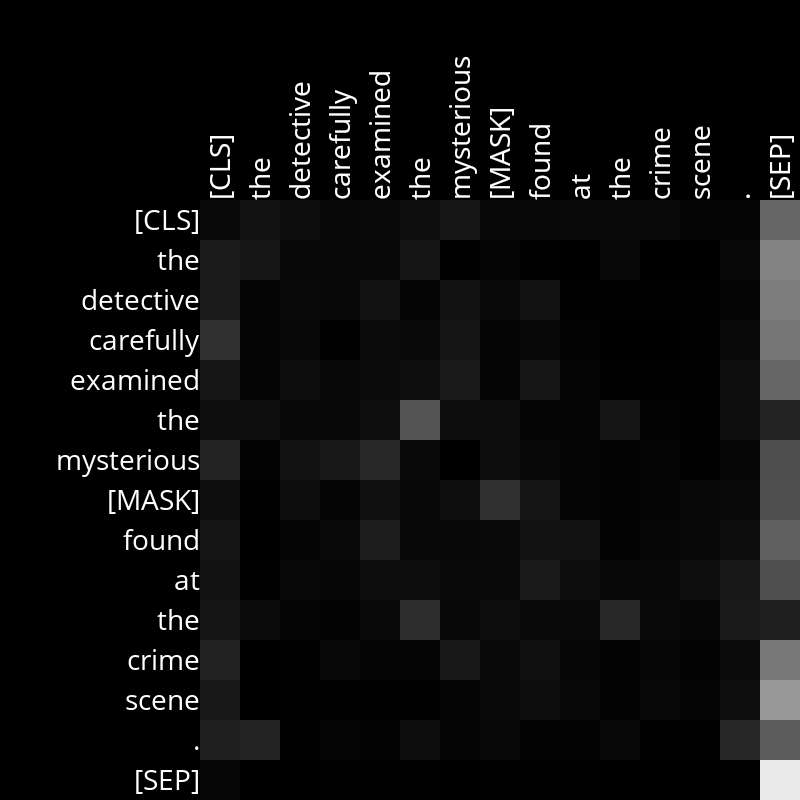 [CLS] the detective carefully examined the mysterious [MASK] found at the crime scene . [SEP]
[CLS]
the
detective
carefully
examined
the
mysterious
[MASK]
found
at
the
crime
scene
.
[SEP]